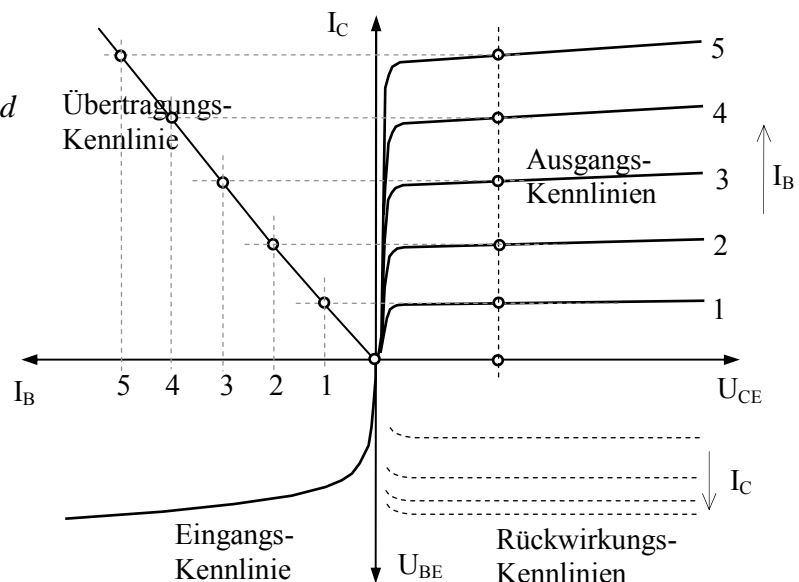 I_C
d
Übertragungs-
Kennlinie
5
4
3
2
1
I_B
Ausgangs-
Kennlinien
I_B
5 4 3 2 1
U_CE
I_C
Eingangs-
Kennlinie
U_BE
Rückwirkungs-
Kennlinien